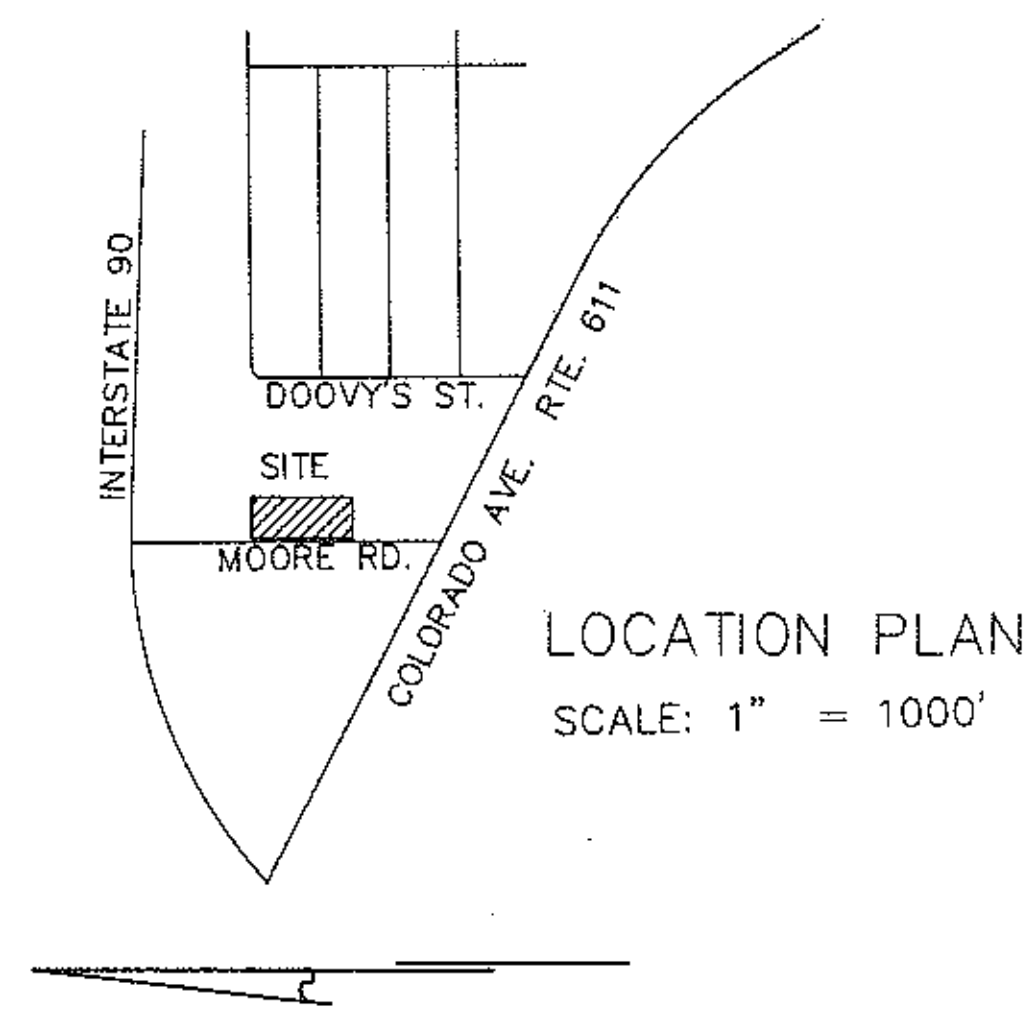 INTERSTATE 90
DOOVY'S ST.
COLORADO AVE. RTE. 611
SITE
MOORE RD.
LOCATION PLAN
SCALE: 1" = 1000'